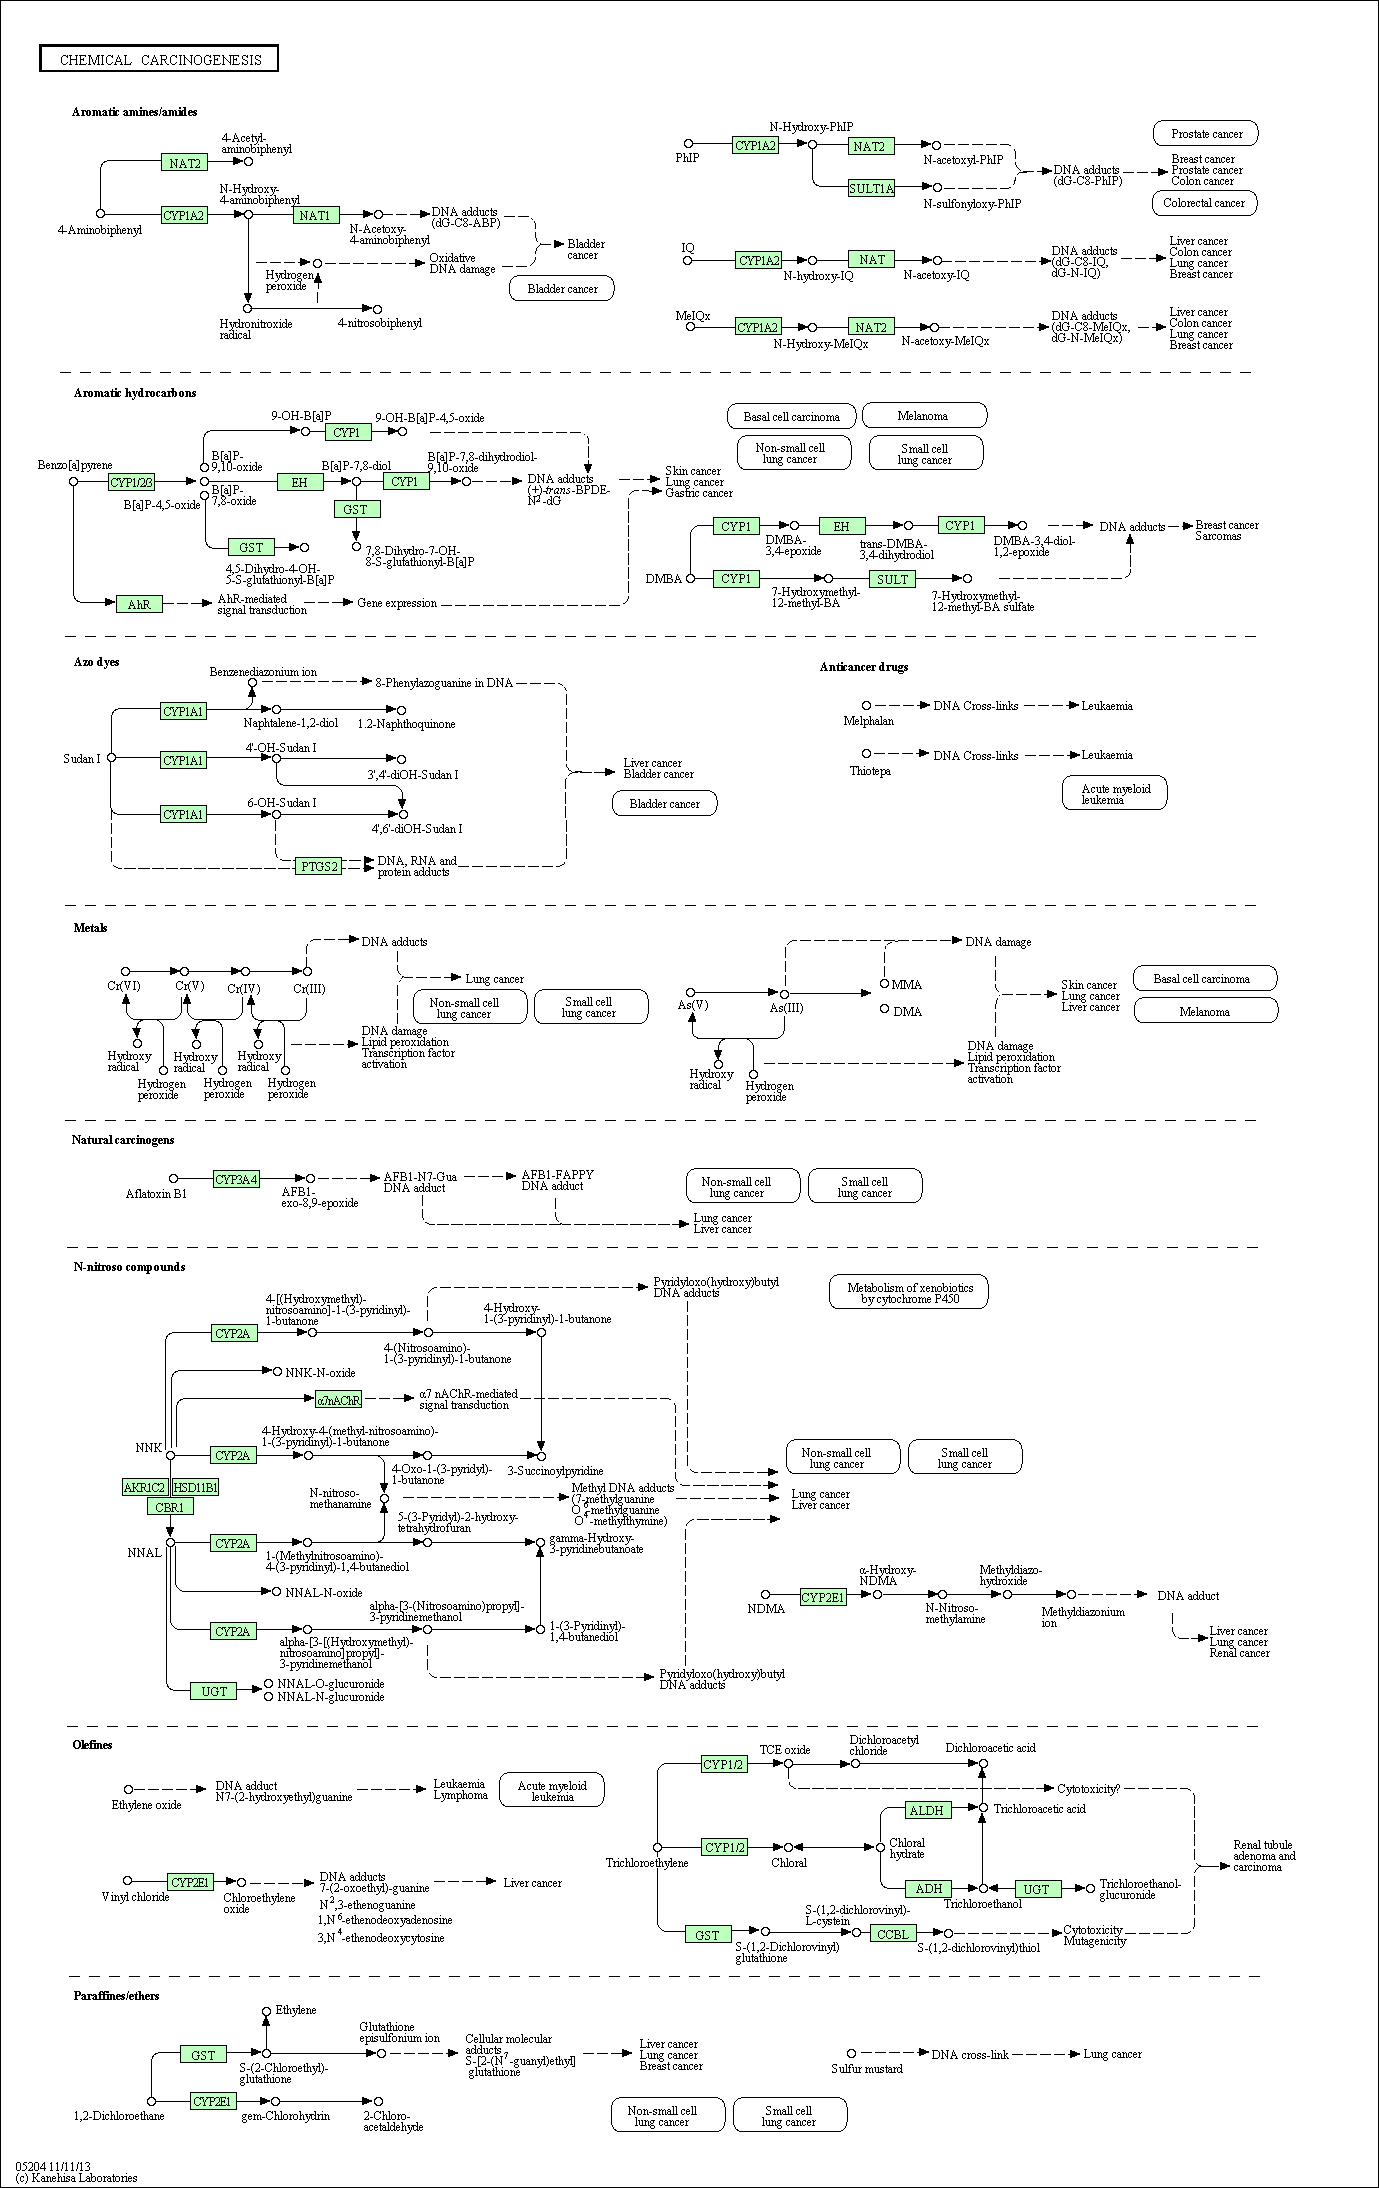 CHEMICAL CARCINOGENESIS
Aromatic amines/amides
4-Acetyl-
aminobiphenyl
NAT2
N-Hydroxy-
4-aminobiphenyl
CYP1A2
NAT1
4-Aminobiphenyl
N-Acetoxy-
4-aminobiphenyl
DNA adducts
(dG-C8-ABP)
Oxidative
DNA damage
Bladder
cancer
Bladder cancer
Hydrogen
peroxide
Hydronitroxide
radical
4-nitrosobiphenyl
N-Hydroxy-PhIP
PhIP
CYP1A2
NAT2
N-acetoxyl-PhIP
SULT1A
N-sulfonyloxy-PhIP
DNA adducts
(dG-C8-PhIP)
Prostate cancer
Breast cancer
Prostate cancer
Colon cancer
Colorectal cancer
IQ
CYP1A2
N-hydroxy-IQ
NAT
N-acetoxy-IQ
DNA adducts
(dG-C8-IQ,
dG-N-IQ)
Liver cancer
Colon cancer
Lung cancer
Breast cancer
MeIQx
CYP1A2
N-Hydroxy-MeIQx
NAT2
N-acetoxy-MeIQx
DNA adducts
(dG-C8-MeIQx,
dG-N-MeIQx)
Liver cancer
Colon cancer
Lung cancer
Breast cancer
Aromatic hydrocarbons
9-OH-B[a]P
CYP1
9-OH-B[a]P-4,5-oxide
Benzo[a]pyrene
B[a]P-
9,10-oxide
CYP1/2/3
B[a]P-4,5-oxide
B[a]P-
7,8-oxide
EH
B[a]P-7,8-diol
CYP1
B[a]P-7,8-dihydrodiol-
9,10-oxide
GST
DNA adducts
(+)-trans-BPDE-
N2-dG
GST
4,5-Dihydro-4-OH-
5-S-glutathionyl-B[a]P
7,8-Dihydro-7-OH-
8-S-glutathionyl-B[a]P
AhR
AhR-mediated
signal transduction
Gene expression
Skin cancer
Lung cancer
Gastric cancer
Basal cell carcinoma
Melanoma
Non-small cell
lung cancer
Small cell
lung cancer
DMBA
CYP1
DMBA-
3,4-epoxide
EH
trans-DMBA-
3,4-dihydrodiol
CYP1
DMBA-3,4-diol-
1,2-epoxide
DNA adducts
Breast cancer
Sarcomas
CYP1
7-Hydroxymethyl-
12-methyl-BA
SULT
7-Hydroxymethyl-
12-methyl-BA sulfate
Azo dyes
Benzenediazonium ion
8-Phenylazoguanine in DNA
CYP1A1
Naphtalene-1,2-diol
1.2-Naphthoquinone
Sudan I
CYP1A1
4'-OH-Sudan I
3',4'-diOH-Sudan I
CYP1A1
6-OH-Sudan I
4',6'-diOH-Sudan I
PTGS2
DNA, RNA and
protein adducts
Liver cancer
Bladder cancer
Bladder cancer
Anticancer drugs
Melphalan
DNA Cross-links
Leukaemia
Thiotepa
DNA Cross-links
Leukaemia
Acute myeloid
leukemia
Metals
Cr(VI)
Cr(V)
Cr(IV)
Cr(III)
DNA adducts
Lung cancer
Non-small cell
lung cancer
Small cell
lung cancer
DNA damage
Lipid peroxidation
Transcription factor
activation
Hydroxy
radical
Hydroxy
radical
Hydroxy
radical
Hydrogen
peroxide
Hydrogen
peroxide
Hydrogen
peroxide
As(V)
As(III)
MMA
DMA
DNA damage
Hydroxy
radical
Hydrogen
peroxide
DNA damage
Lipid peroxidation
Transcription factor
activation
Skin cancer
Lung cancer
Liver cancer
Basal cell carcinoma
Melanoma
Natural carcinogens
Aflatoxin B1
CYP3A4
AFB1-
exo-8,9-epoxide
AFB1-N7-Gua
DNA adduct
AFB1-FAPPY
DNA adduct
Non-small cell
lung cancer
Small cell
lung cancer
Lung cancer
Liver cancer
N-nitroso compounds
4-[(Hydroxymethyl)-
nitrosoamino]-1-(3-pyridinyl)-
1-butanone
CYP2A
4-(Nitrosoamino)-
1-(3-pyridinyl)-1-butanone
4-Hydroxy-
1-(3-pyridinyl)-1-butanone
Pyridyloxo(hydroxy)butyl
DNA adducts
Metabolism of xenobiotics
by cytochrome P450
NNK-N-oxide
α7nAChR
α7 nAChR-mediated
signal transduction
NNK
CYP2A
4-Hydroxy-4-(methyl-nitrosoamino)-
1-(3-pyridinyl)-1-butanone
4-Oxo-1-(3-pyridyl)-
1-butanone
3-Succinoylpyridine
AKR1C2
HSD11B1
CBR1
N-nitroso-
methanamine
Methyl DNA adducts
(7-methylguanine
O6-methylguanine
O4-methylthymine)
Non-small cell
lung cancer
Small cell
lung cancer
Lung cancer
Liver cancer
NNAL
CYP2A
1-(Methylnitrosoamino)-
4-(3-pyridinyl)-1,4-butanediol
5-(3-Pyridyl)-2-hydroxy-
tetrahydrofuran
gamma-Hydroxy-
3-pyridinebutanoate
NNAL-N-oxide
CYP2A
alpha-[3-[(Hydroxymethyl)-
nitrosoamino]propyl]-
3-pyridinemethanol
alpha-[3-(Nitrosoamino)propyl]-
3-pyridinemethanol
1-(3-Pyridinyl)-
1,4-butanediol
UGT
NNAL-O-glucuronide
NNAL-N-glucuronide
Pyridyloxo(hydroxy)butyl
DNA adducts
NDMA
CYP2E1
α-Hydroxy-
NDMA
N-Nitroso-
methylamine
Methyldiazo-
hydroxide
Methyldiazonium
ion
DNA adduct
Liver cancer
Lung cancer
Renal cancer
Olefines
Ethylene oxide
DNA adduct
N7-(2-hydroxyethyl)guanine
Leukaemia
Lymphoma
Acute myeloid
leukemia
Vinyl chloride
CYP2E1
Chloroethylene
oxide
DNA adducts
7-(2-oxoethyl)-guanine
N2,3-ethenoguanine
1,N6-ethenodeoxyadenosine
3,N4-ethenodeoxycytosine
Liver cancer
CYP1/2
TCE oxide
Dichloroacetyl
chloride
Dichloroacetic acid
Cytotoxicity?
ALDH
Trichloroacetic acid
Trichloroethylene
CYP1/2
Chloral
Chloral
hydrate
ADH
Trichloroethanol
UGT
Trichloroethanol-
glucuronide
Renal tubule
adenoma and
carcinoma
GST
S-(1,2-Dichlorovinyl)
glutathione
S-(1,2-dichlorovinyl)-
L-cystein
CCBL
S-(1,2-dichlorovinyl)thiol
Cytotoxicity
Mutagenicity
Paraffines/ethers
Ethylene
GST
S-(2-Chloroethyl)-
glutathione
Glutathione
episulfonium ion
Cellular molecular
adducts
S-[2-(N7-guanyl)ethyl]
glutathione
Liver cancer
Lung cancer
Breast cancer
Sulfur mustard
DNA cross-link
Lung cancer
1,2-Dichloroethane
CYP2E1
gem-Chlorohydrin
2-Chloro-
acetaldehyde
Non-small cell
lung cancer
Small cell
lung cancer
05204 11/11/13
(c) Kanehisa Laboratories